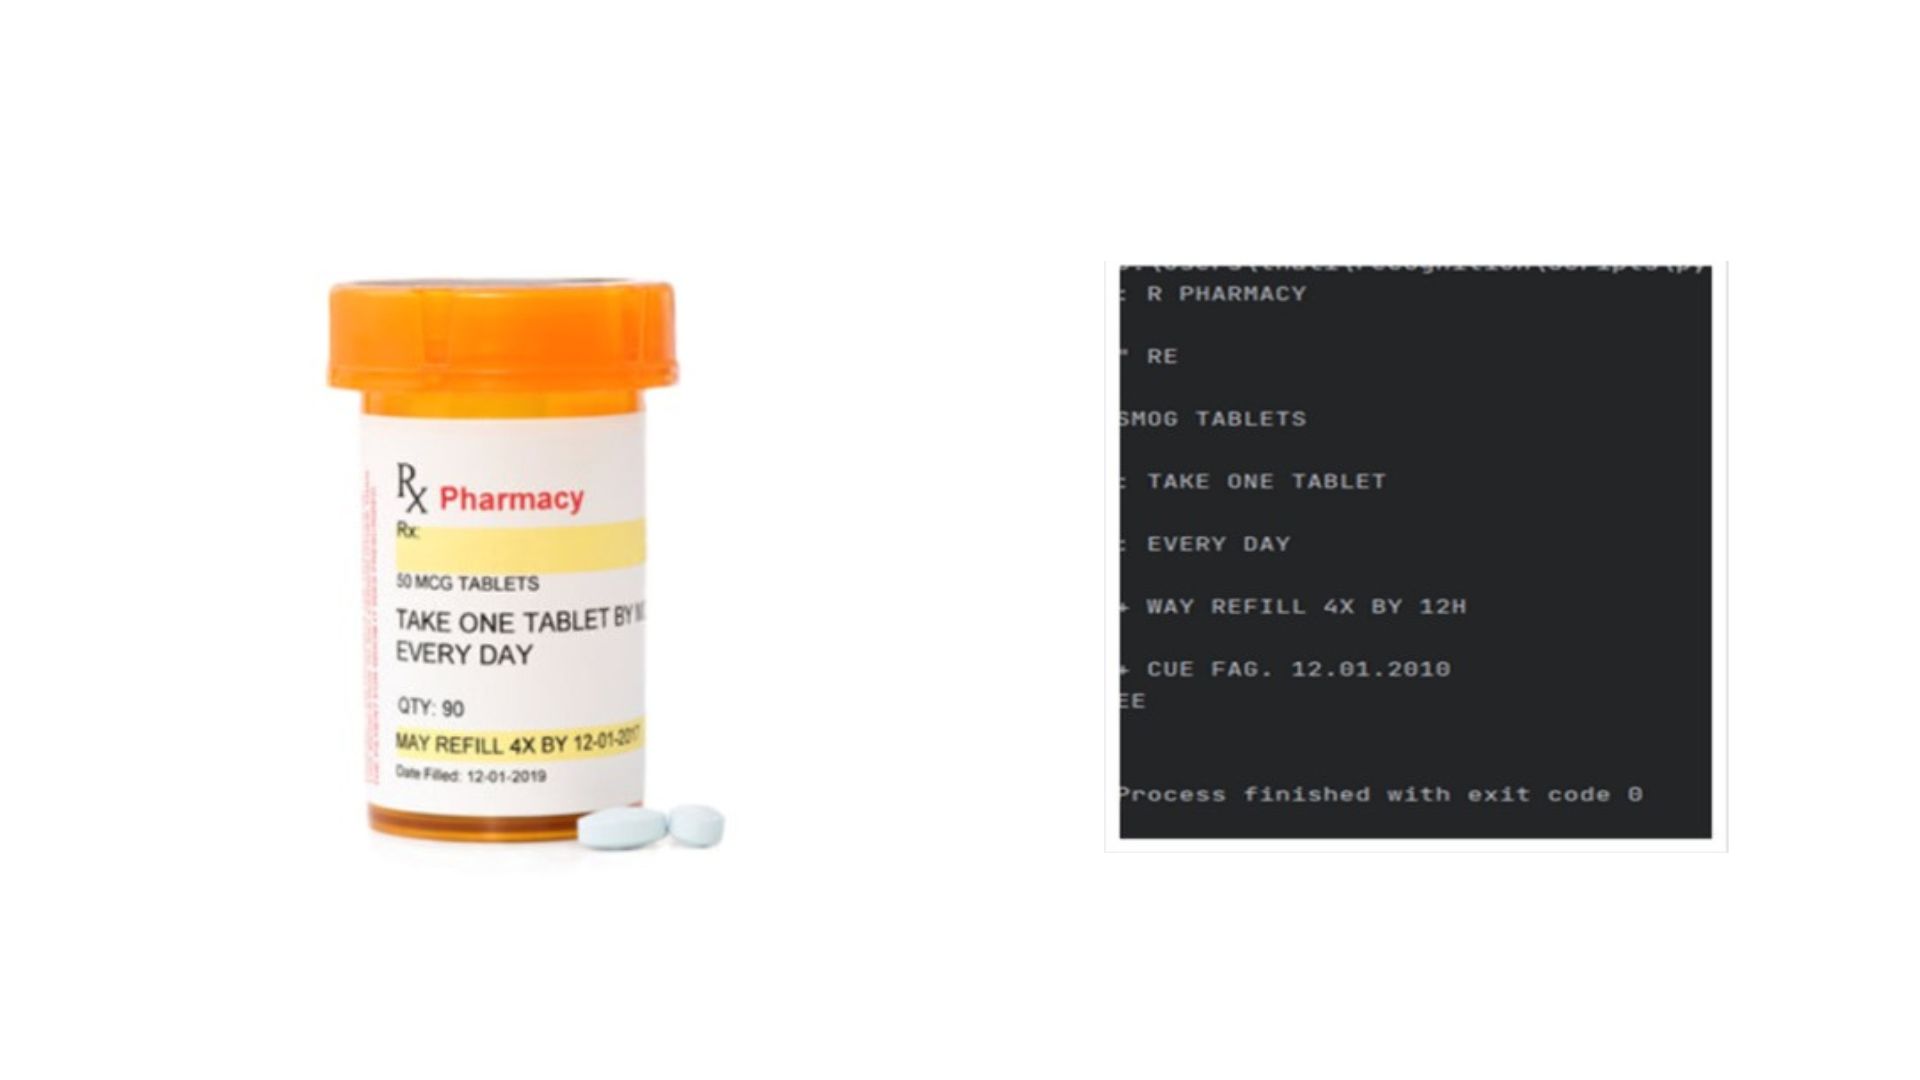 Rx Pharmacy
Rx:
50 MCG TABLETS
TAKE ONE TABLET BY
EVERY DAY
QTY: 90
MAY REFILL 4X BY 12-01-2017
Date Filled: 12-01-2019
: R PHARMACY
" RE
SMOG TABLETS
: TAKE ONE TABLET
: EVERY DAY
+ WAY REFILL 4X BY 12H
+ CUE FAG. 12.01.2010
EE
Process finished with exit code 0